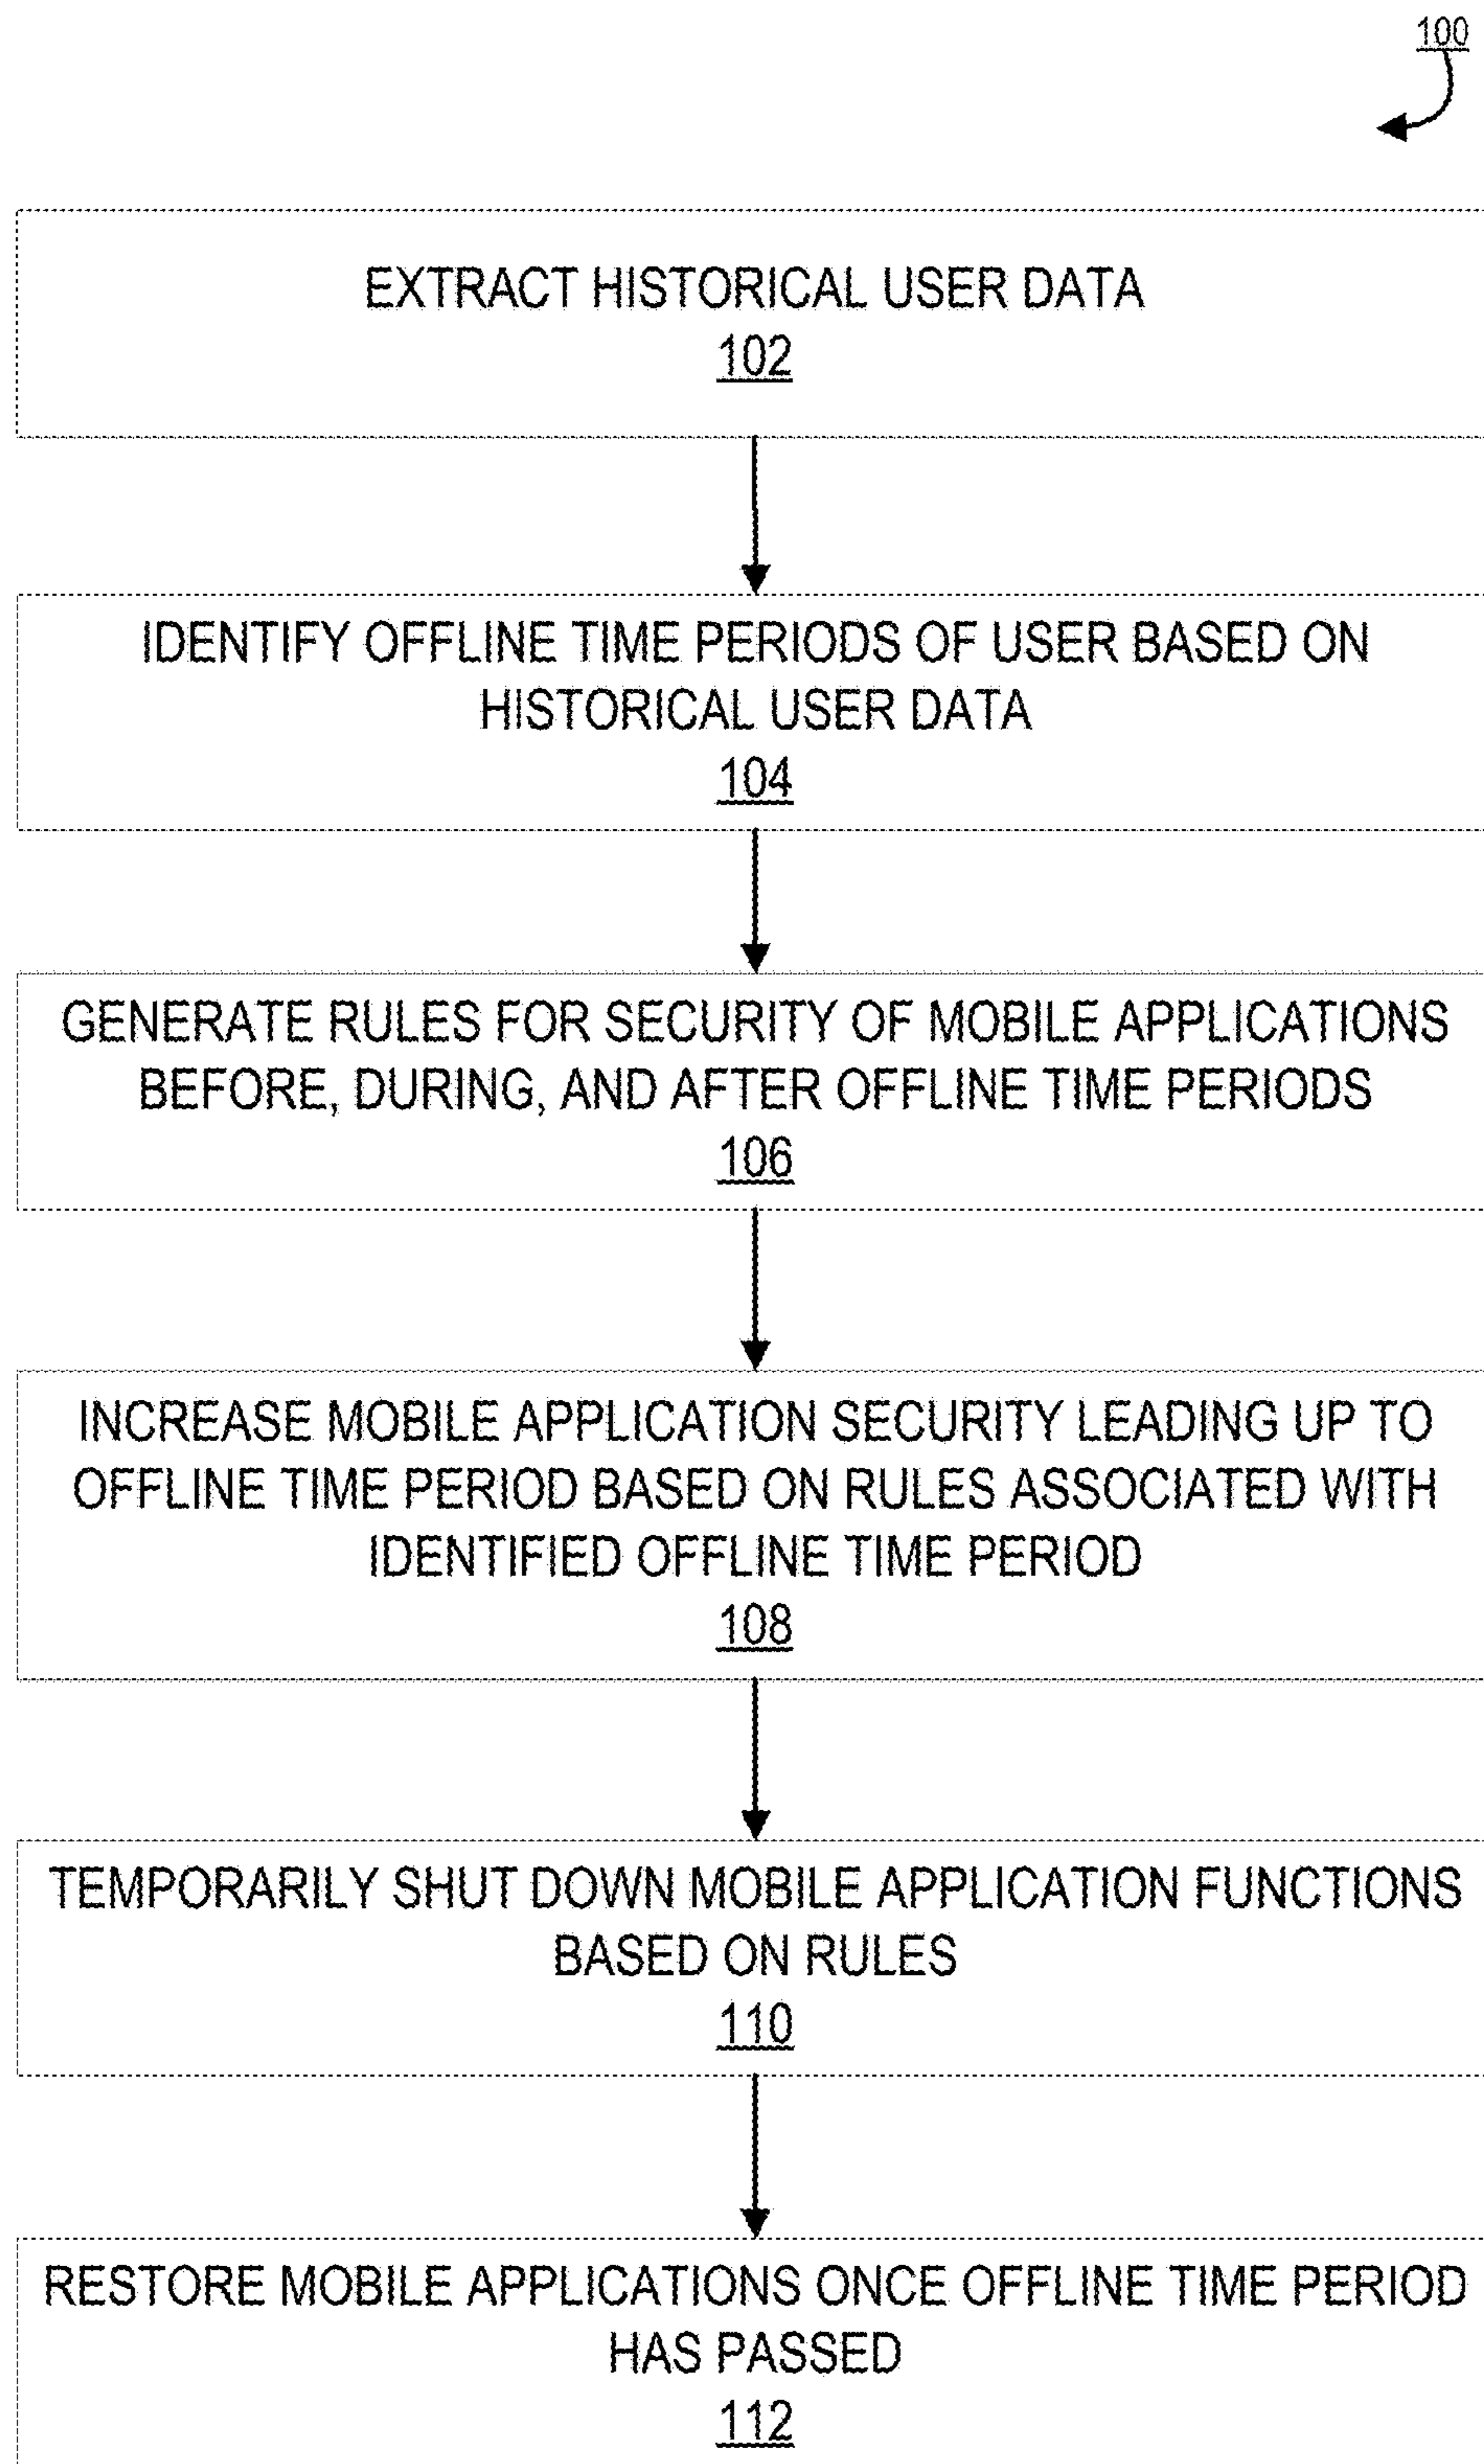 100
EXTRACT HISTORICAL USER DATA
102
IDENTIFY OFFLINE TIME PERIODS OF USER BASED ON
HISTORICAL USER DATA
104
GENERATE RULES FOR SECURITY OF MOBILE APPLICATIONS
BEFORE, DURING, AND AFTER OFFLINE TIME PERIODS
106
INCREASE MOBILE APPLICATION SECURITY LEADING UP TO
OFFLINE TIME PERIOD BASED ON RULES ASSOCIATED WITH
IDENTIFIED OFFLINE TIME PERIOD
108
TEMPORARILY SHUT DOWN MOBILE APPLICATION FUNCTIONS
BASED ON RULES
110
RESTORE MOBILE APPLICATIONS ONCE OFFLINE TIME PERIOD
HAS PASSED
112